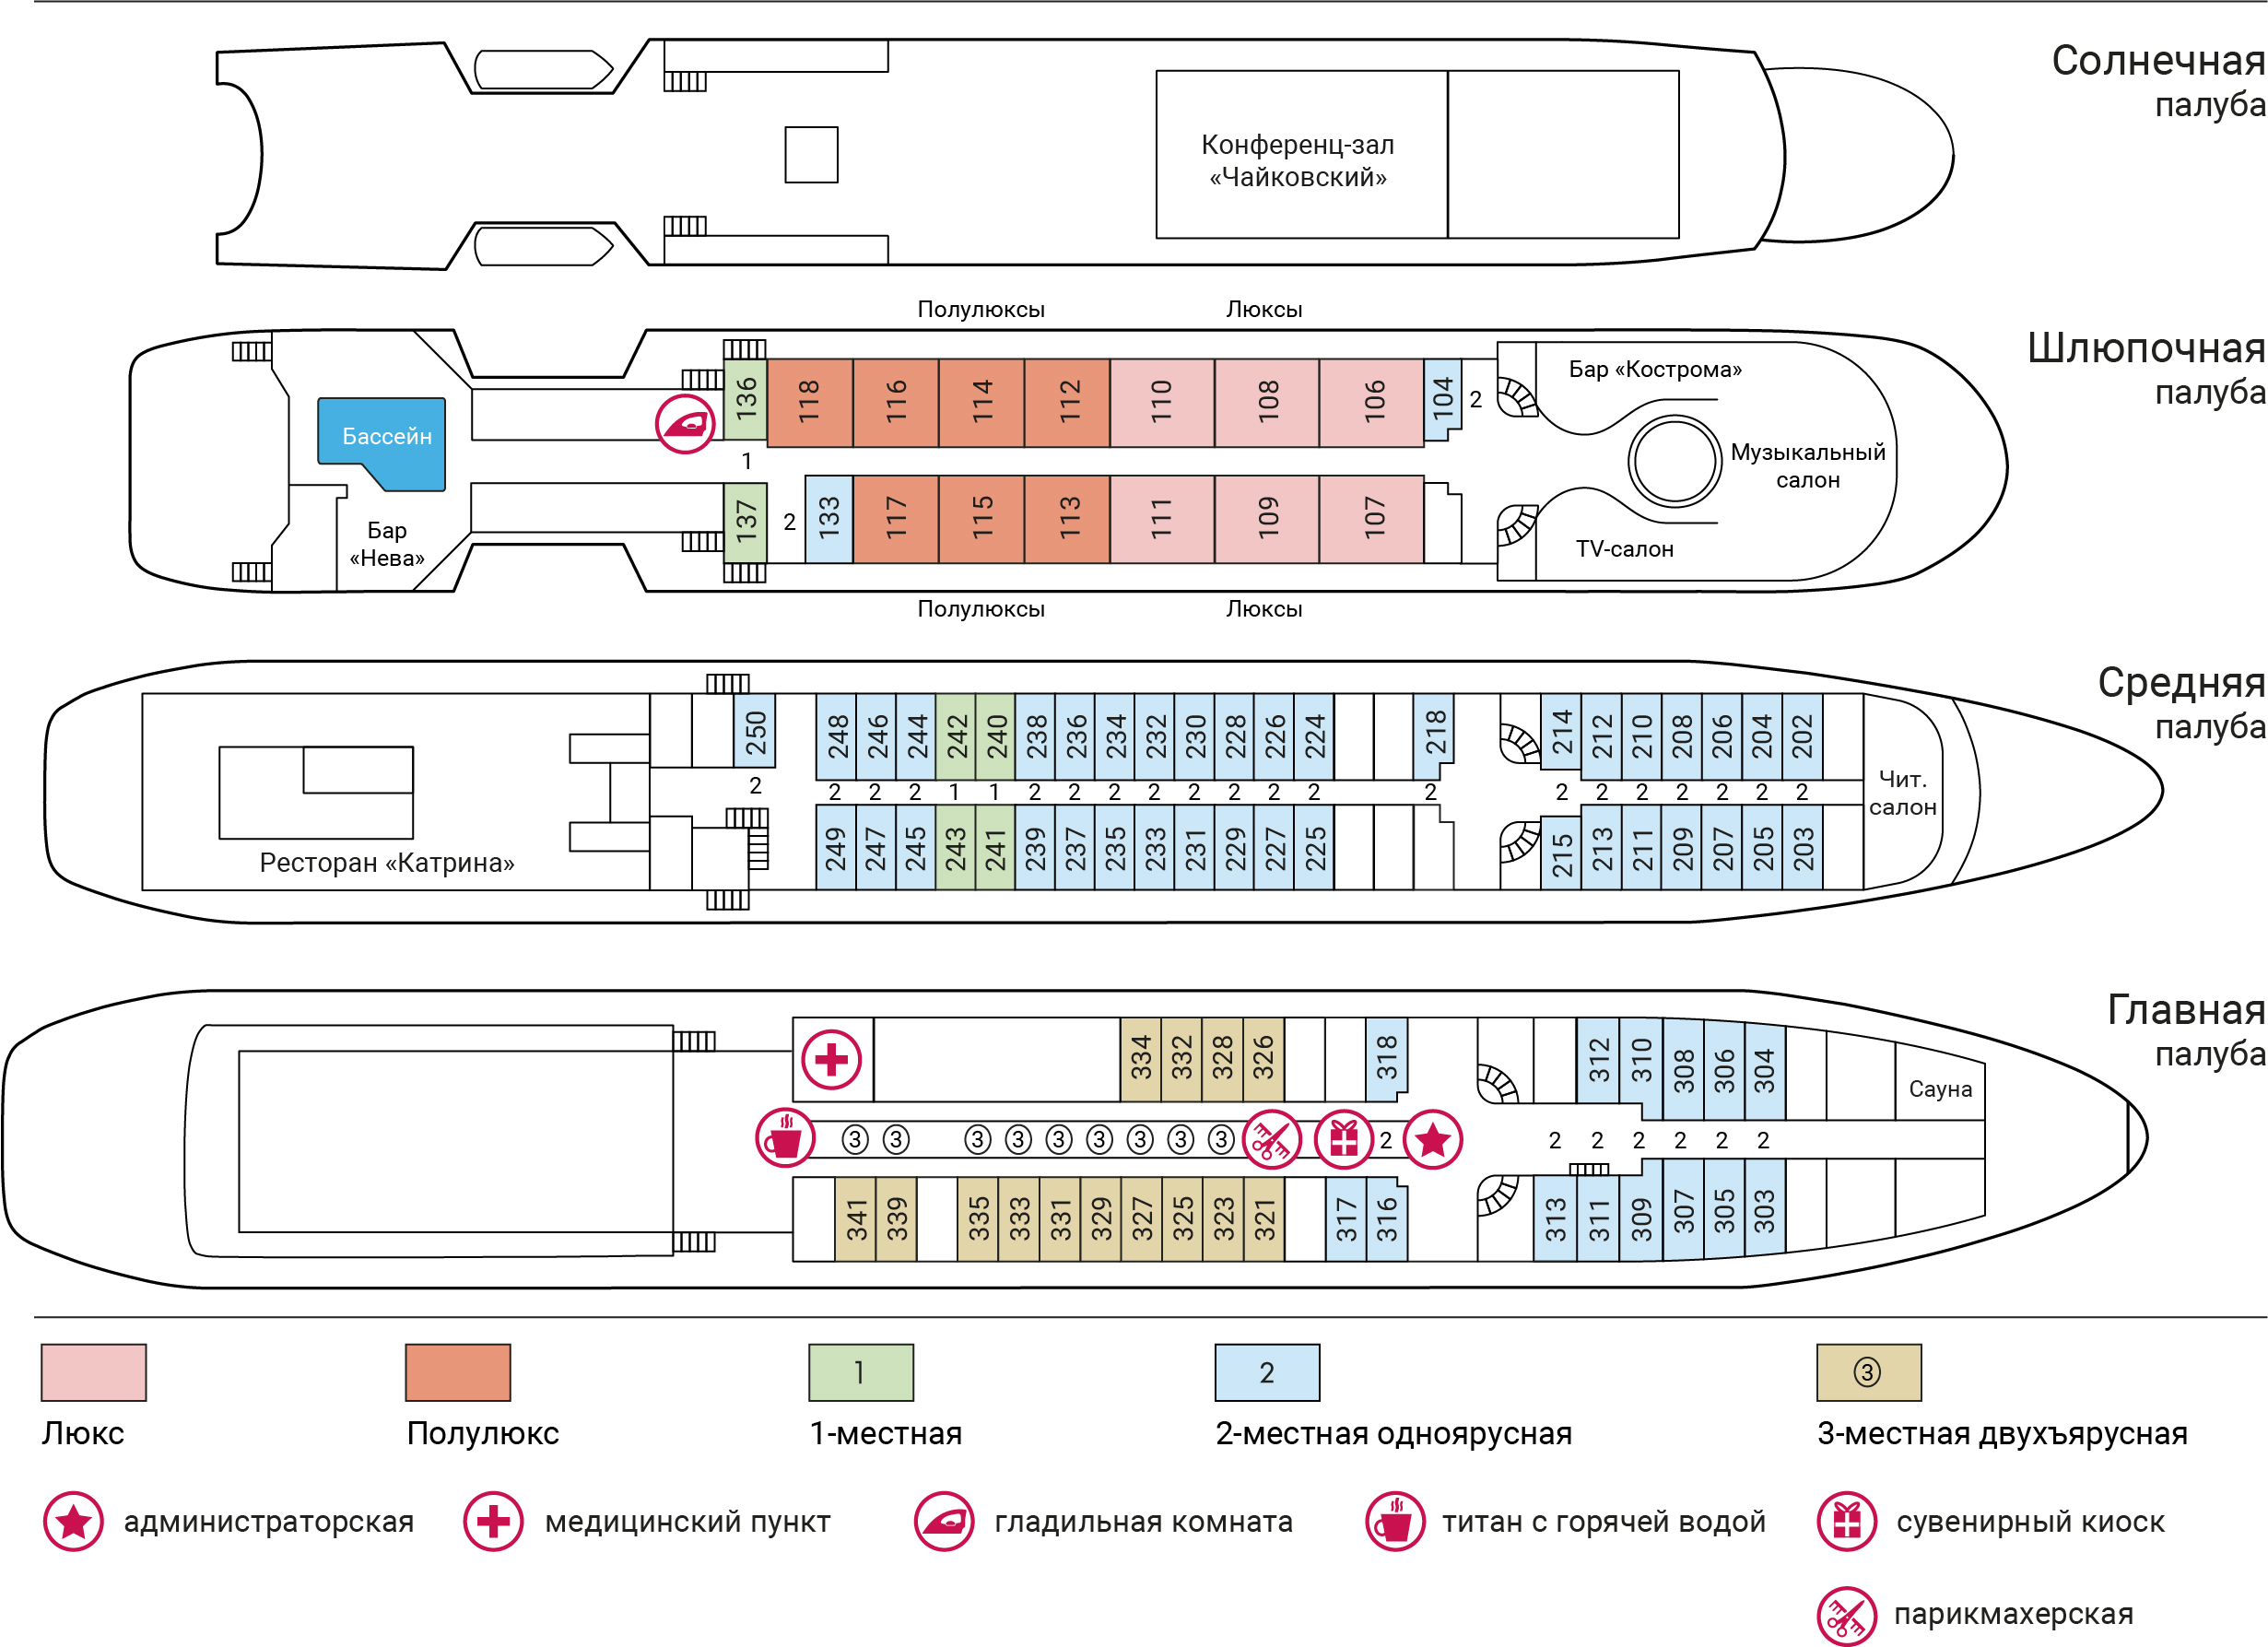 Солнечная
палуба
Конференц-зал
«Чайковский»
Полулюксы Люксы
Шлюпочная
палуба
136 118 116 114 112 110 108 106 104 2
Бар «Кострома»
Бассейн
1
Музыкальный
салон
137 2 133 117 115 113 111 109 107
Бар
«Нева»
TV-салон
Полулюксы Люксы
Средняя
палуба
250 248 246 244 242 240 238 236 234 232 230 228 226 224 218 214 212 210 208 206 204 202
2 2 2 2 1 1 2 2 2 2 2 2 2 2 2 2 2 2 2 2 2 2
Чит.
салон
249 247 245 243 241 239 237 235 233 231 229 227 225 215 213 211 209 207 205 203
Ресторан «Катрина»
Главная
палуба
334 332 328 326 318 312 310 308 306 304
Сауна
3 3 3 3 3 3 3 3 3 2 2 2 2 2 2 2
341 339 335 333 331 329 327 325 323 321 317 316 313 311 309 307 305 303
1 2 3
Люкс Полулюкс 1-местная 2-местная одноярусная 3-местная двухъярусная
администраторская медицинский пункт гладильная комната титан с горячей водой сувенирный киоск
парикмахерская